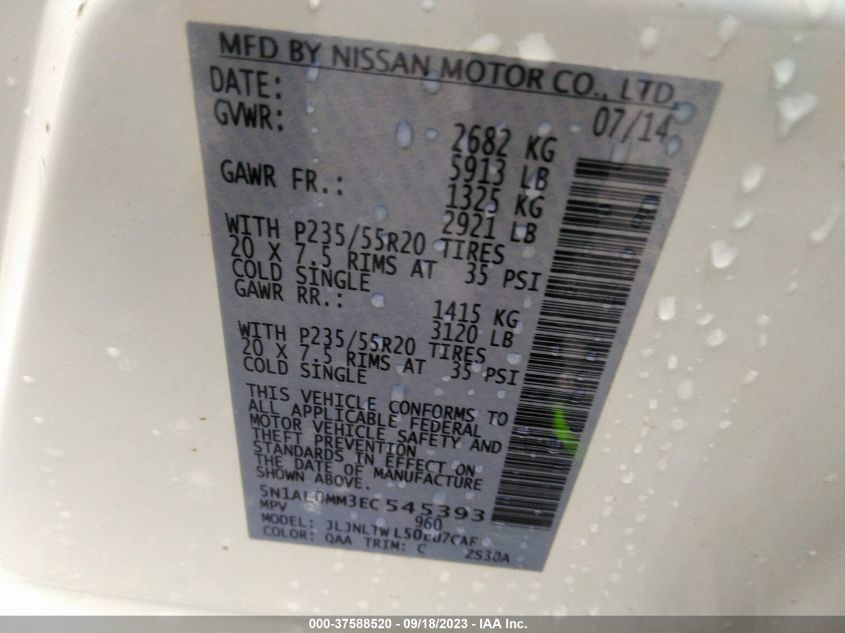 MFD BY NISSAN MOTOR CO., LTD.
DATE: 07/14
GVWR: 2682 KG
5913 LB
GAWR FR.: 1325 KG
2921 LB
WITH P235/55R20 TIRES
20 X 7.5 RIMS AT 35 PSI
COLD SINGLE
GAWR RR.: 1415 KG
3120 LB
WITH P235/55R20 TIRES
20 X 7.5 RIMS AT 35 PSI
COLD SINGLE
THIS VEHICLE CONFORMS TO
ALL APPLICABLE FEDERAL
MOTOR VEHICLE SAFETY AND
THEFT PREVENTION
STANDARDS IN EFFECT ON
THE DATE OF MANUFACTURE
SHOWN ABOVE.
5N1AL0MM3EC545393
MPV 960
MODEL:
COLOR: QAA TRIM: C ZS30A
000-37588520 - 09/18/2023 - IAA Inc.